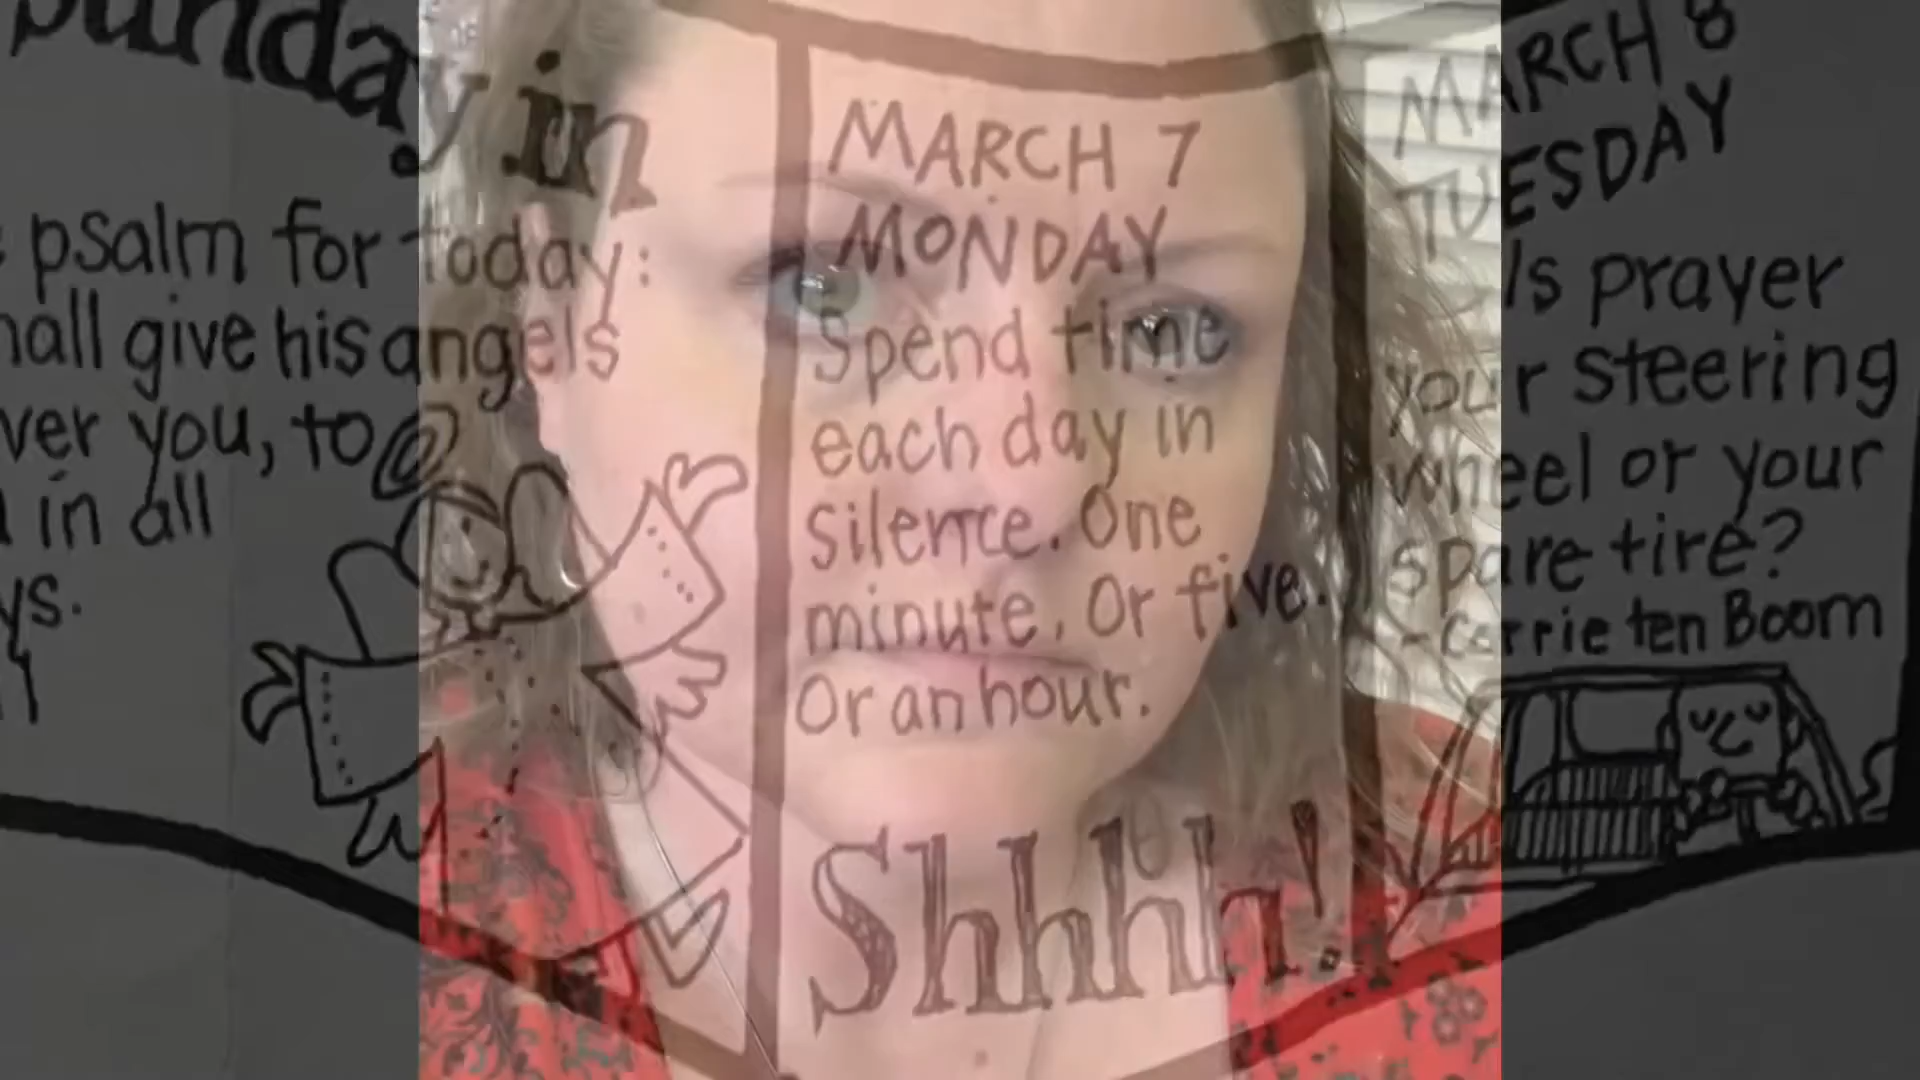 Sunday in
psalm for today:
hall give his angels
ver you, to
in all
ys.
MARCH 7
MONDAY
Spend time
each day in
silence. One
minute. Or five.
Or an hour.
Shhhh!
MARCH 8
TUESDAY
Is prayer
your steering
wheel or your
spare tire?
-Corrie ten Boom